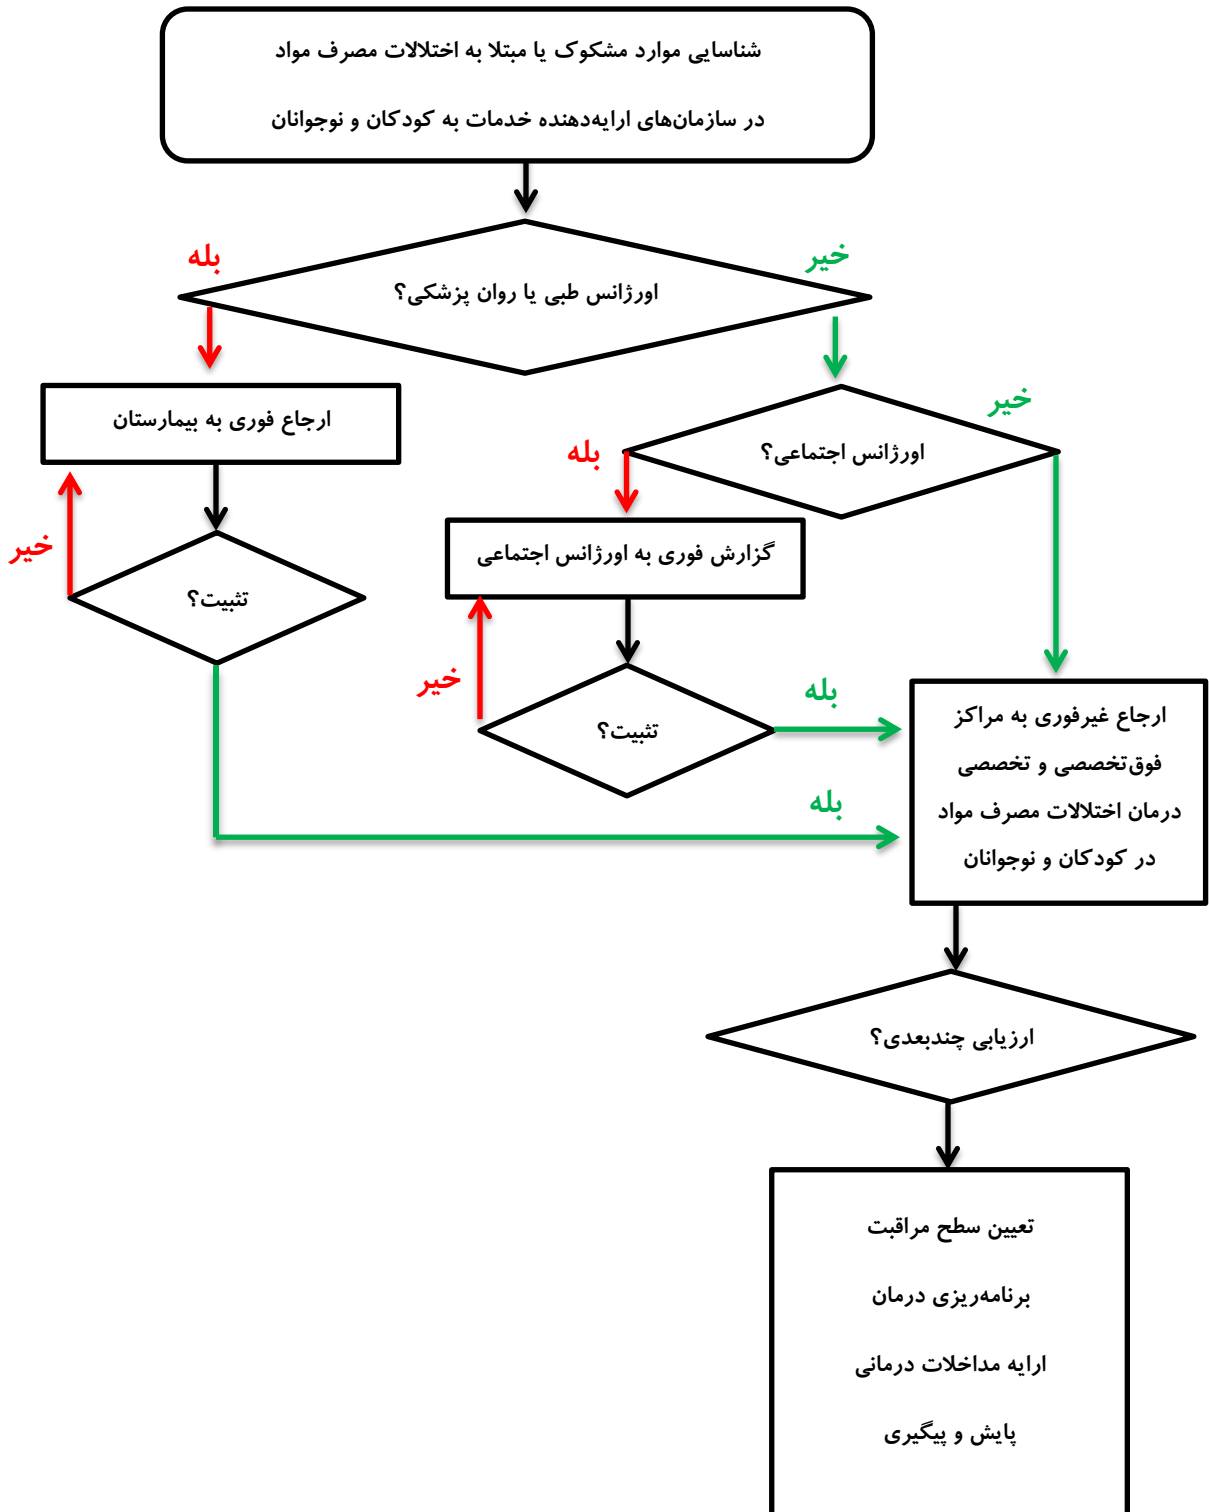 شناسایی موارد مشکوک یا مبتلا به اختلالات مصرف مواد
در سازمان‌های ارایه‌دهنده خدمات به کودکان و نوجوانان
بله
خیر
اورژانس طبی یا روان پزشکی؟
ارجاع فوری به بیمارستان
خیر
بله
اورژانس اجتماعی؟
گزارش فوری به اورژانس اجتماعی
خیر
تثبیت؟
خیر
تثبیت؟
بله
بله
ارجاع غیرفوری به مراکز
فوق‌تخصصی و تخصصی
درمان اختلالات مصرف مواد
در کودکان و نوجوانان
ارزیابی چندبعدی؟
تعیین سطح مراقبت
برنامه‌ریزی درمان
ارایه مداخلات درمانی
پایش و پیگیری